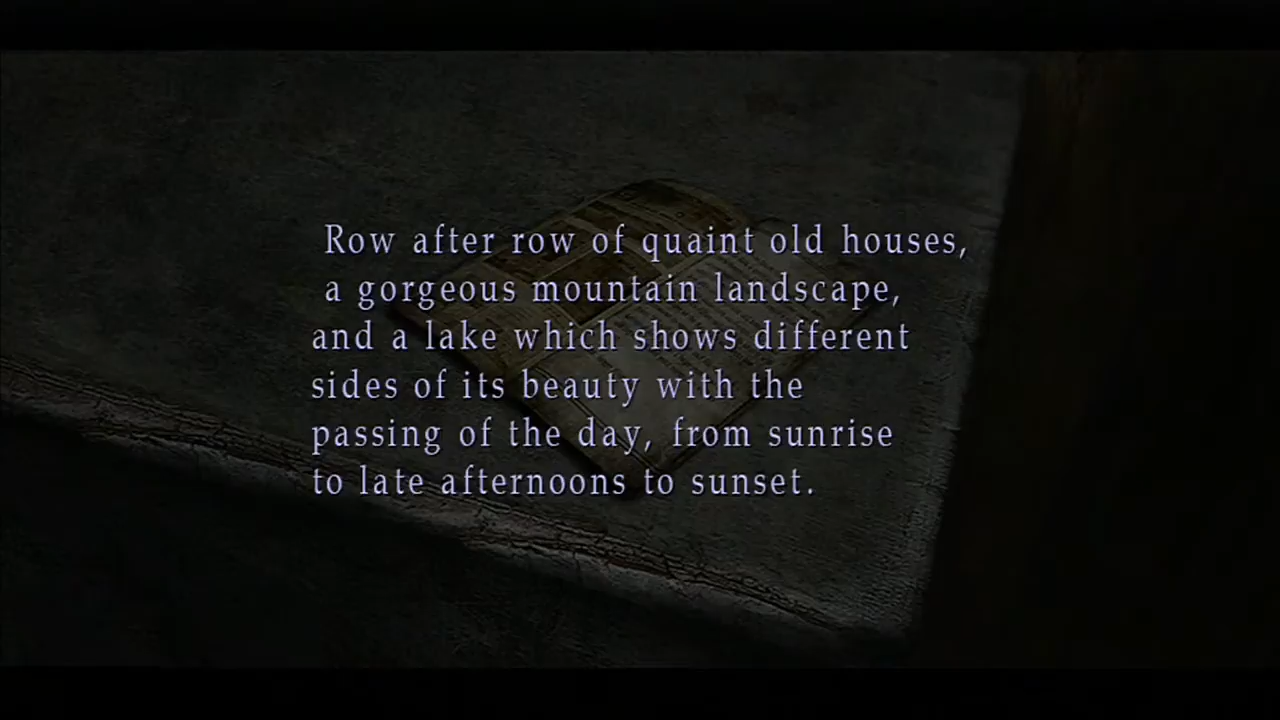 Row after row of quaint old houses,
a gorgeous mountain landscape,
and a lake which shows different
sides of its beauty with the
passing of the day, from sunrise
to late afternoons to sunset.